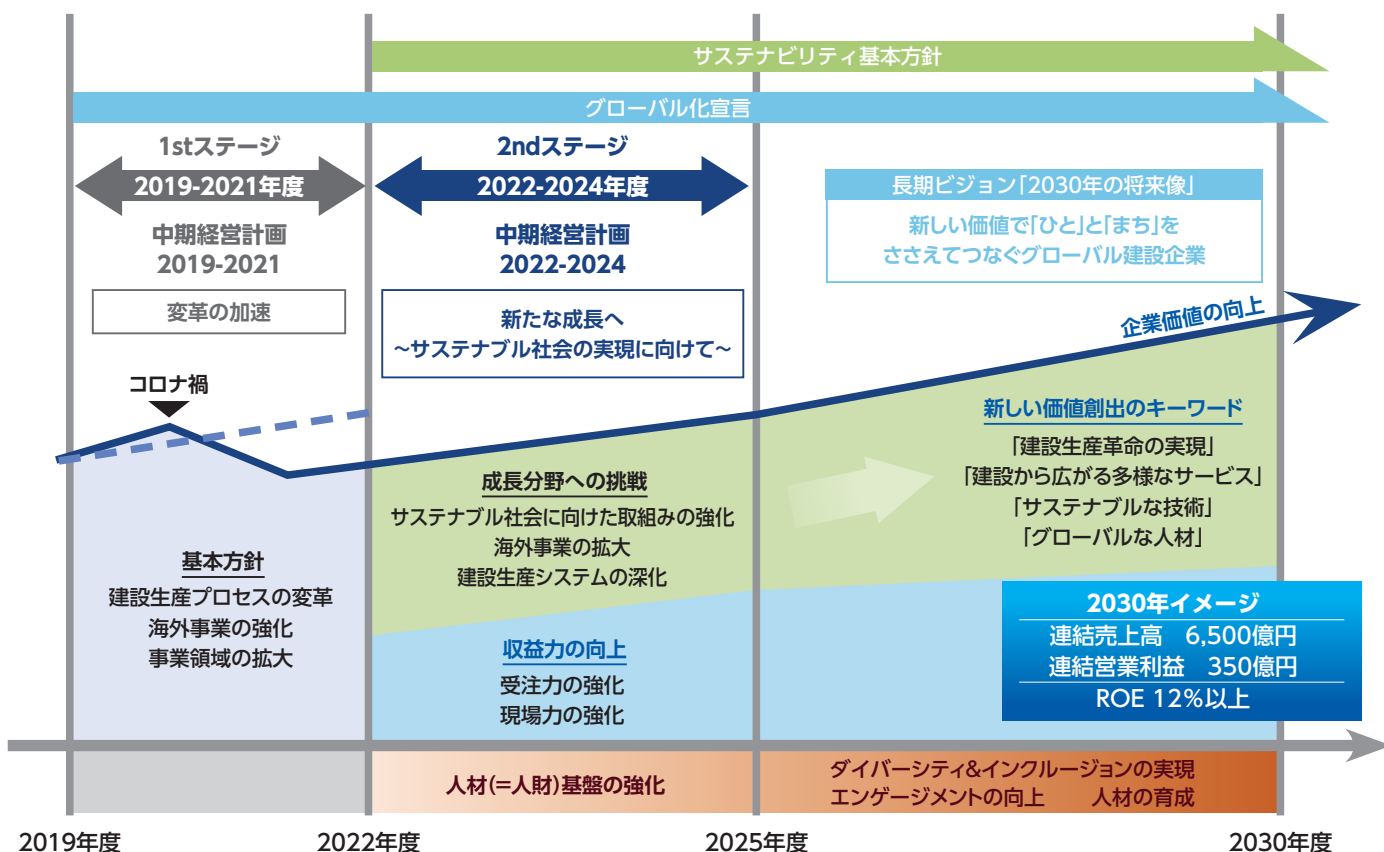 サステナビリティ基本方針
グローバル化宣言
1stステージ
2019-2021年度
中期経営計画
2019-2021
変革の加速
2ndステージ
2022-2024年度
中期経営計画
2022-2024
新たな成長へ
~サステナブル社会の実現に向けて~
長期ビジョン「2030年の将来像」
新しい価値で「ひと」と「まち」を
ささえてつなぐグローバル建設企業
企業価値の向上
コロナ禍
基本方針
建設生産プロセスの変革
海外事業の強化
事業領域の拡大
成長分野への挑戦
サステナブル社会に向けた取組みの強化
海外事業の拡大
建設生産システムの深化
収益力の向上
受注力の強化
現場力の強化
新しい価値創出のキーワード
「建設生産革命の実現」
「建設から広がる多様なサービス」
「サステナブルな技術」
「グローバルな人材」
2030年イメージ
連結売上高 6,500億円
連結営業利益 350億円
ROE 12%以上
人材(=人財)基盤の強化
ダイバーシティ&インクルージョンの実現
エンゲージメントの向上 人材の育成
2019年度
2022年度
2025年度
2030年度